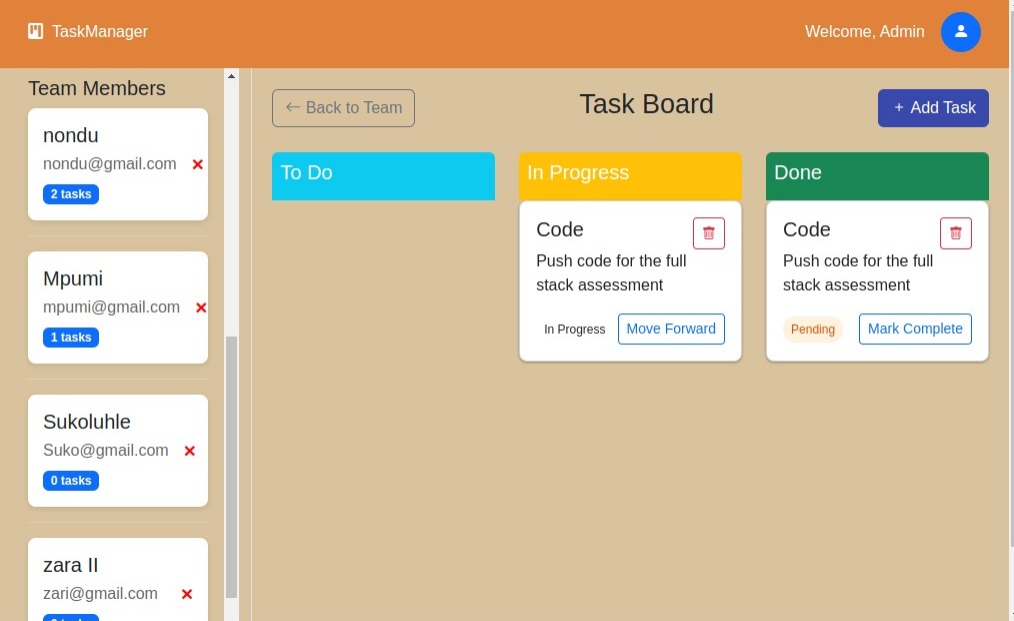 TaskManager
Welcome, Admin
Team Members
nondu
nondu@gmail.com
2 tasks
Mpumi
mpumi@gmail.com
1 tasks
Sukoluhle
Suko@gmail.com
0 tasks
zara II
zari@gmail.com
Back to Team
Task Board
+ Add Task
To Do
In Progress
Code
Push code for the full
stack assessment
In Progress
Move Forward
Done
Code
Push code for the full
stack assessment
Pending
Mark Complete